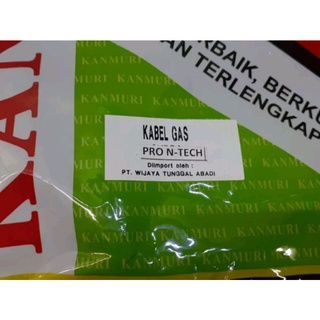 KAN
RBAIK, BERKU
AN TERLENGKAP
KANMURI KANMURI
KABEL GAS
PRO N-TECH
Diimport oleh :
PT. WIJAYA TUNGGAL ABADI
KANMURI KANMURI KANMURI